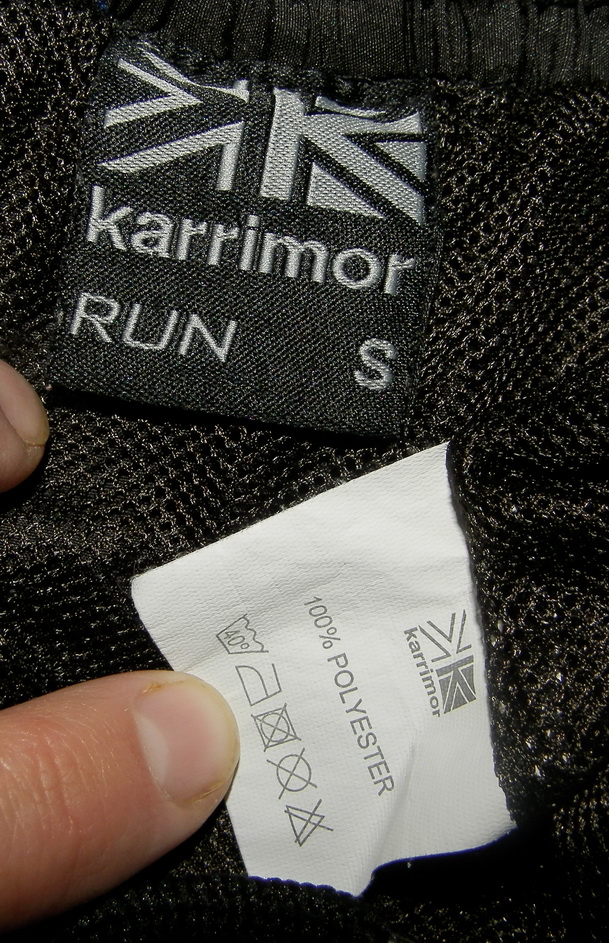 karrimor
RUN S
karrimor
100% POLYESTER
40°